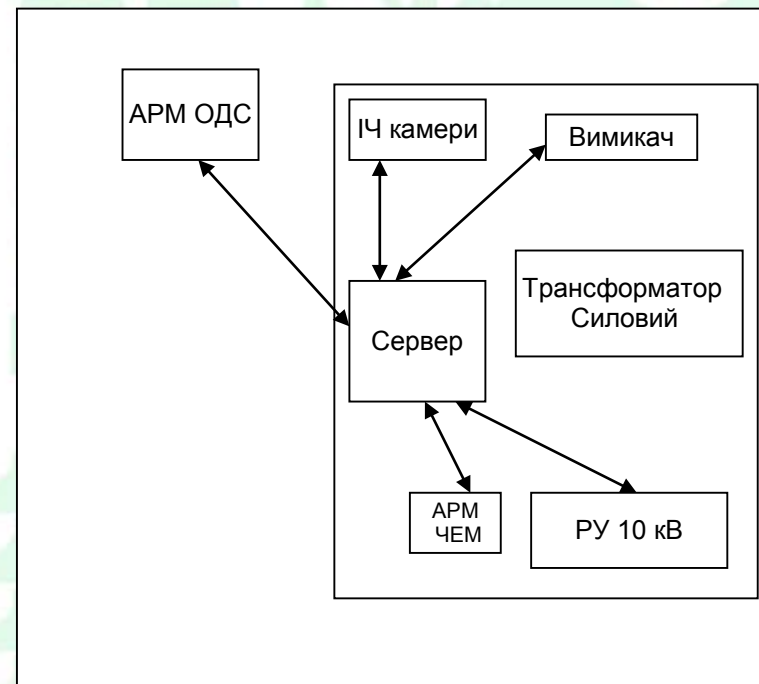 АРМ ОДС
ІЧ камери
Вимикач
Трансформатор
Силовий
Сервер
АРМ
ЧЕМ
РУ 10 кВ